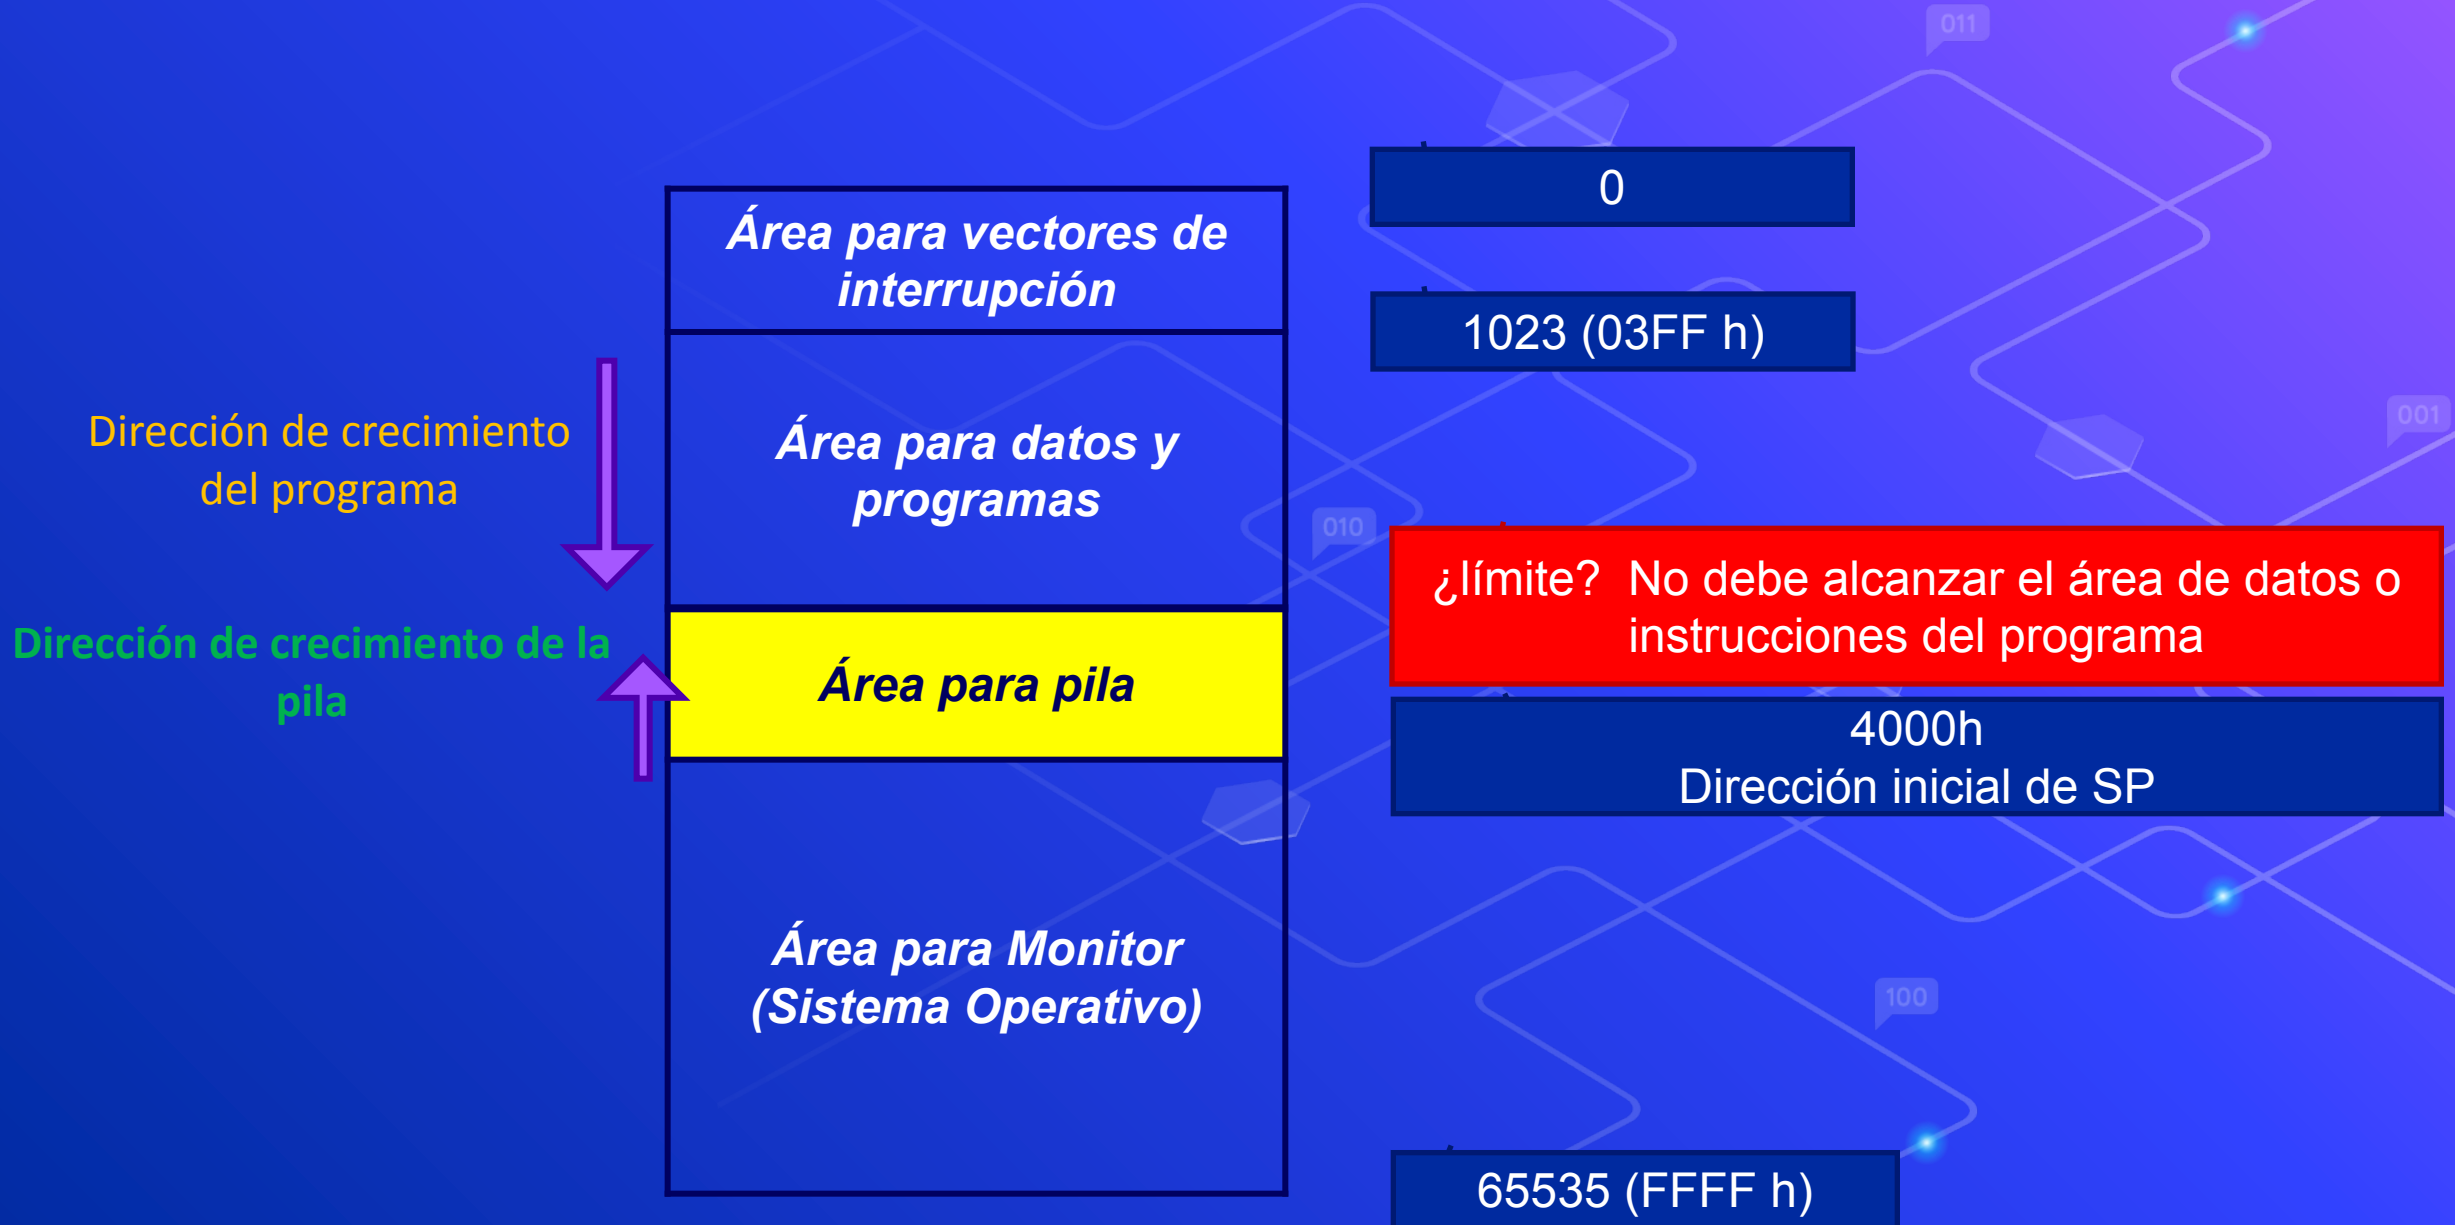 011
0
Área para vectores de
interrupción
1023 (03FF h)
Dirección de crecimiento
del programa
Área para datos y
programas
001
010
¿límite? No debe alcanzar el área de datos o
instrucciones del programa
Dirección de crecimiento de la
pila
Área para pila
4000h
Dirección inicial de SP
Área para Monitor
(Sistema Operativo)
100
65535 (FFFF h)